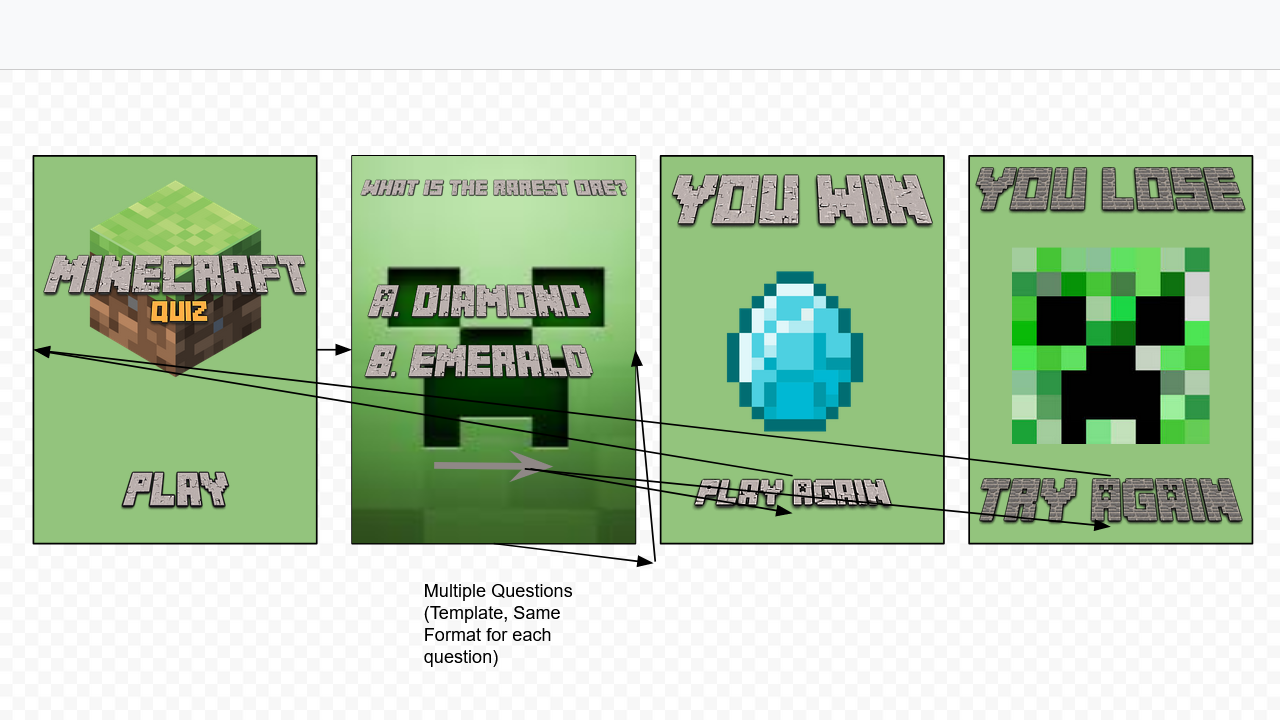 MINECRAFT
QUIZ
PLAY
WHAT IS THE RAREST ORE?
A. DIAMOND
B. EMERALD
YOU WIN
PLAY AGAIN
YOU LOSE
TRY AGAIN
Multiple Questions
(Template, Same
Format for each
question)